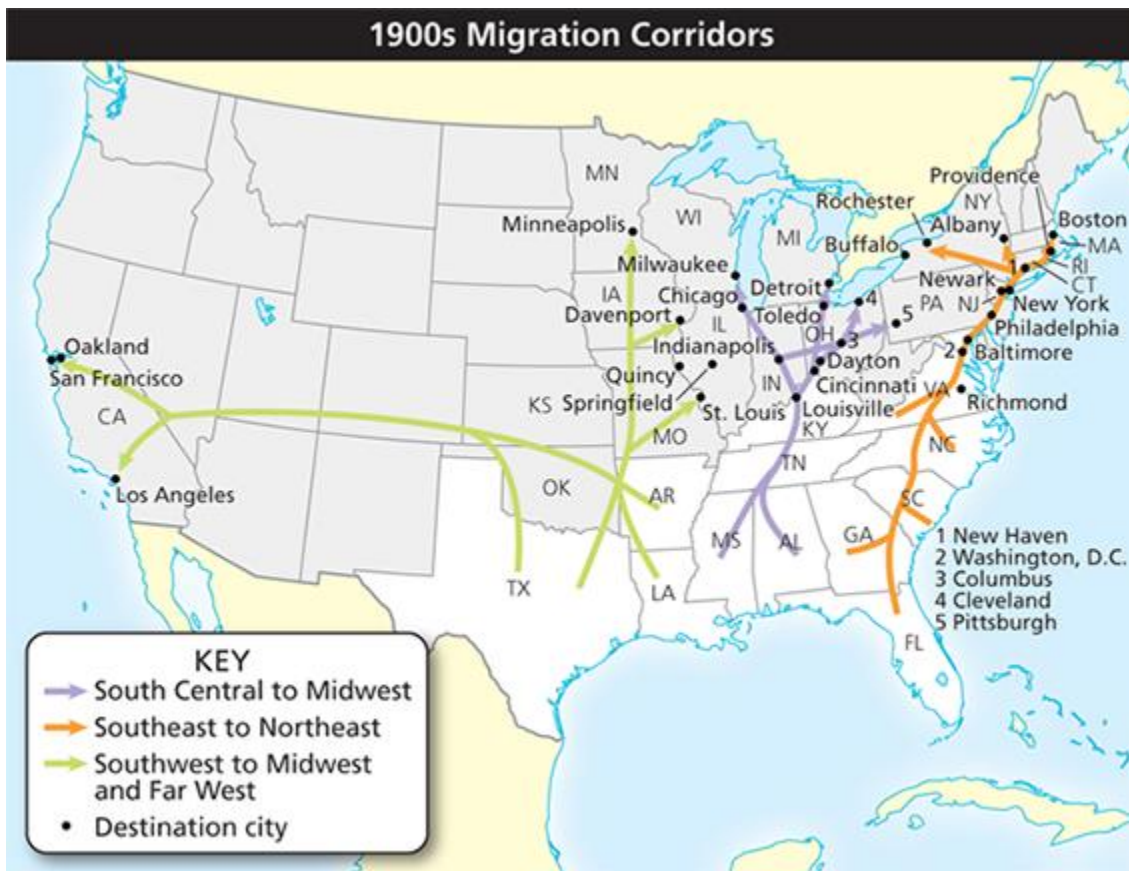 1900s Migration Corridors
MN
Minneapolis
WI
MI
Providence
Rochester
NY
Albany
Boston
MA
Buffalo
1
RI
CT
Milwaukee
IA
Chicago
Detroit
4
Newark
PA
NJ
New York
Davenport
IL
Toledo
5
OH
3
Philadelphia
Indianapolis
2
Baltimore
Oakland
San Francisco
Quincy
IN
Dayton
Cincinnati
VA
CA
KS
Springfield
St. Louis
Louisville
Richmond
KY
MO
NC
TN
Los Angeles
OK
AR
SC
MS
AL
GA
TX
LA
FL
1 New Haven
2 Washington, D.C.
3 Columbus
4 Cleveland
5 Pittsburgh
KEY
South Central to Midwest
Southeast to Northeast
Southwest to Midwest
and Far West
Destination city